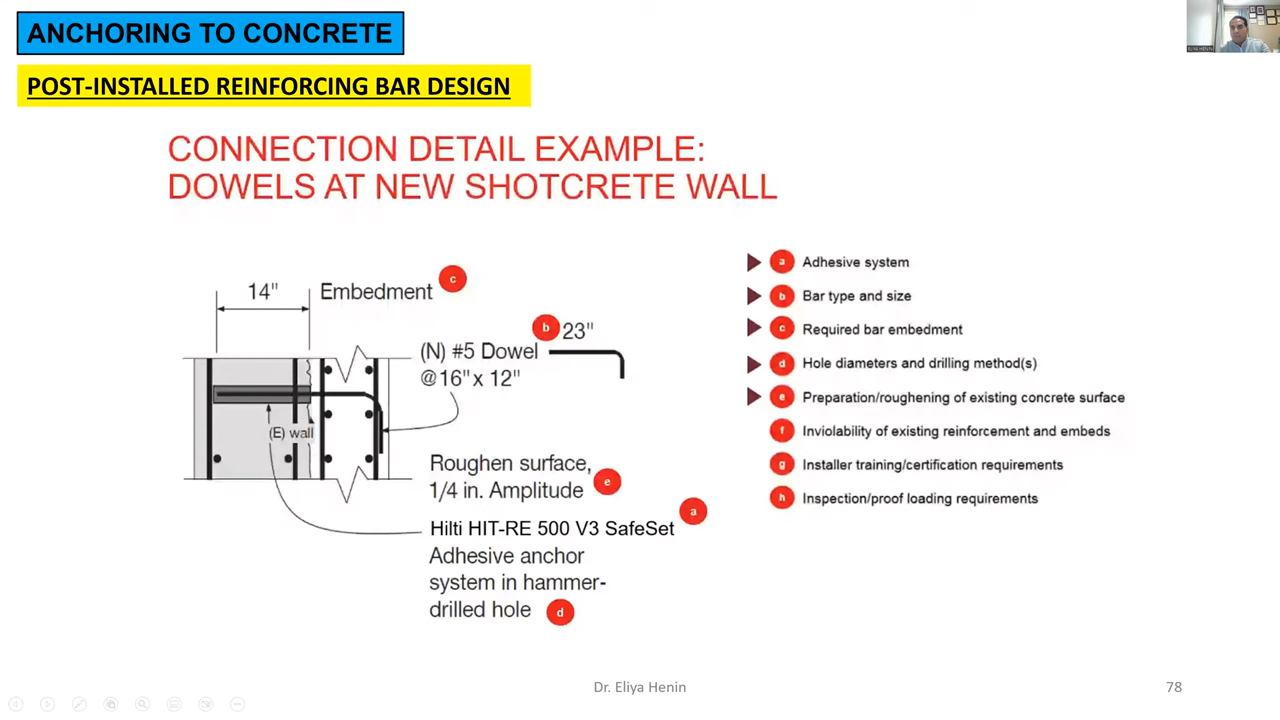 ANCHORING TO CONCRETE
POST-INSTALLED REINFORCING BAR DESIGN
CONNECTION DETAIL EXAMPLE:
DOWELS AT NEW SHOTCRETE WALL
14" Embedment c
b 23"
(N) #5 Dowel
@16" x 12"
(E) wall
Roughen surface,
1/4 in. Amplitude e
a
Hilti HIT-RE 500 V3 SafeSet
Adhesive anchor
system in hammer-
drilled hole d
a Adhesive system
b Bar type and size
c Required bar embedment
d Hole diameters and drilling method(s)
e Preparation/roughening of existing concrete surface
f Inviolability of existing reinforcement and embeds
g Installer training/certification requirements
h Inspection/proof loading requirements
Dr. Eliya Henin
78